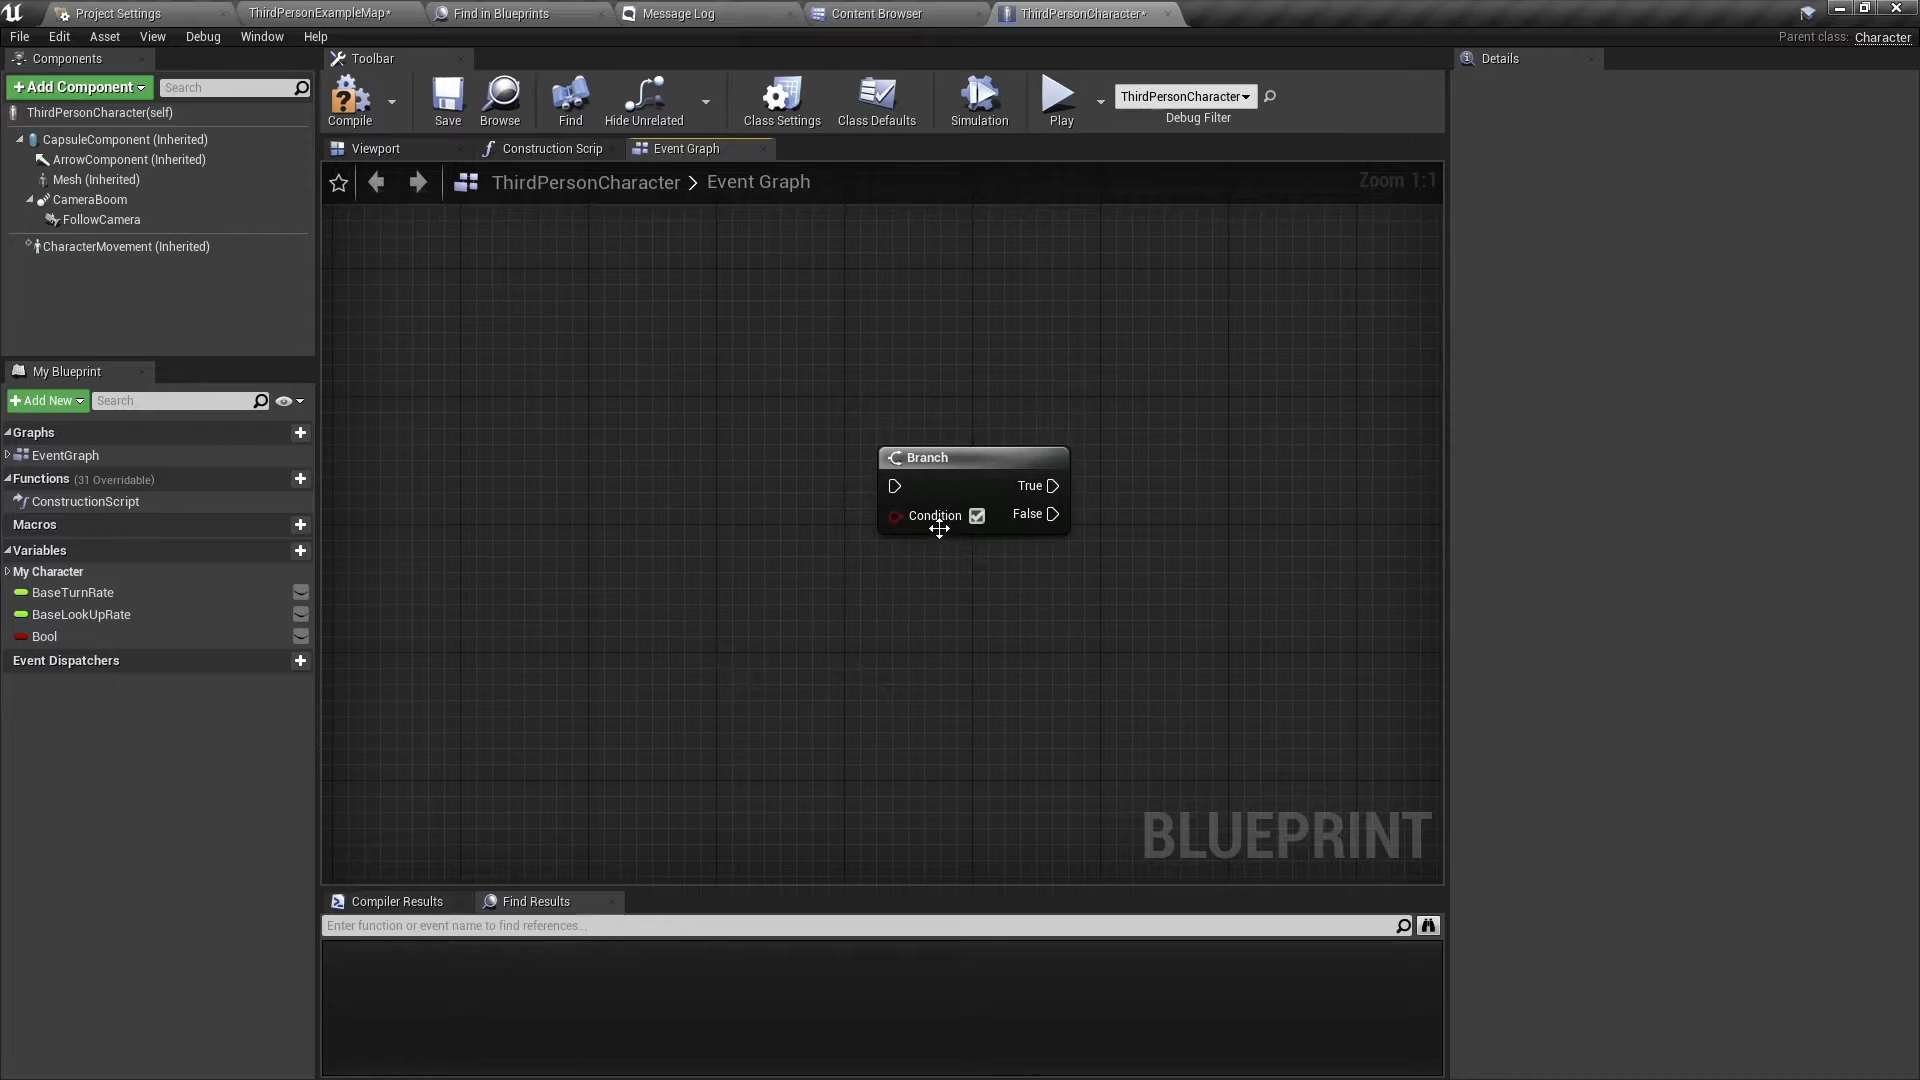 Project Settings
ThirdPersonExampleMap*
Find in Blueprints
Message Log
Content Browser
ThirdPersonCharacter*
File Edit Asset View Debug Window Help
Parent class: Character
Components
Add Component
Search
ThirdPersonCharacter(self)
CapsuleComponent (Inherited)
ArrowComponent (Inherited)
Mesh (Inherited)
CameraBoom
FollowCamera
CharacterMovement (Inherited)
My Blueprint
Add New
Search
Graphs
EventGraph
Functions (31 Overridable)
ConstructionScript
Macros
Variables
My Character
BaseTurnRate
BaseLookUpRate
Bool
Event Dispatchers
Toolbar
Compile
Save
Browse
Find
Hide Unrelated
Class Settings
Class Defaults
Simulation
Play
ThirdPersonCharacter
Debug Filter
Viewport
Construction Scrip
Event Graph
ThirdPersonCharacter > Event Graph
Zoom 1:1
Branch
True
Condition
False
BLUEPRINT
Compiler Results
Find Results
Enter function or event name to find references...
Details